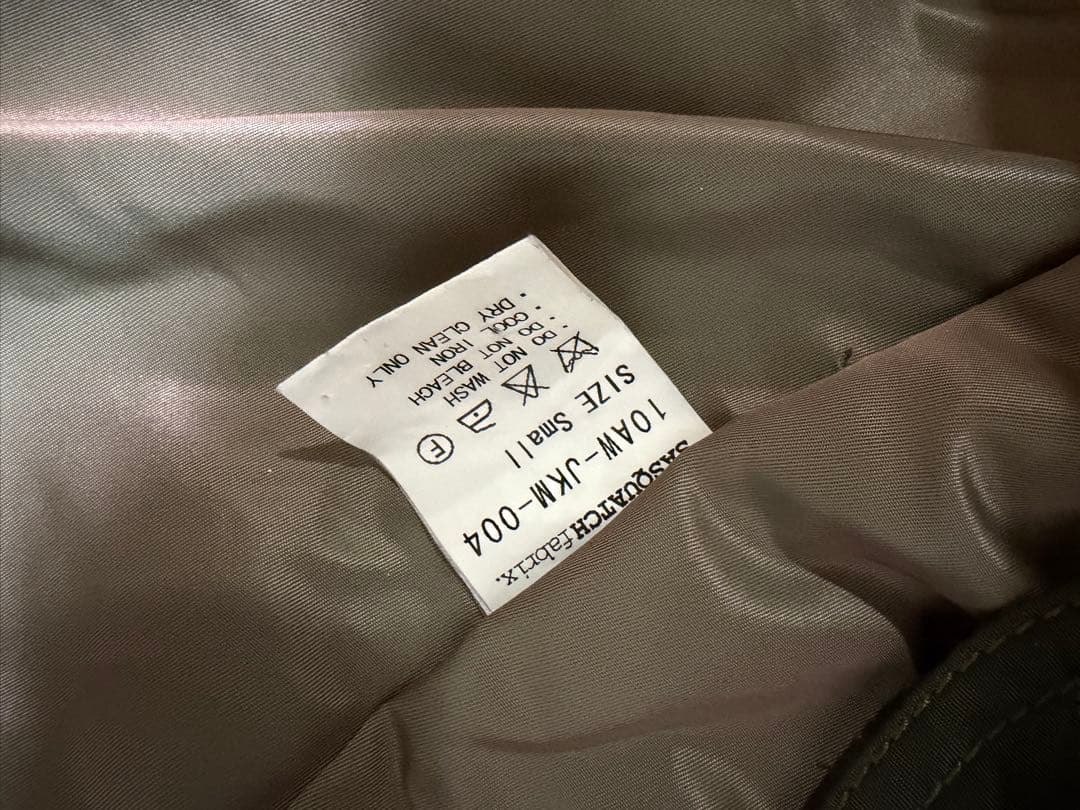 SASQUATCHfabrix.
10AW-JKM-004
SIZE Small
F
・DO NOT WASH
・DO NOT BLEACH
・COOL IRON
・DRY CLEAN ONLY